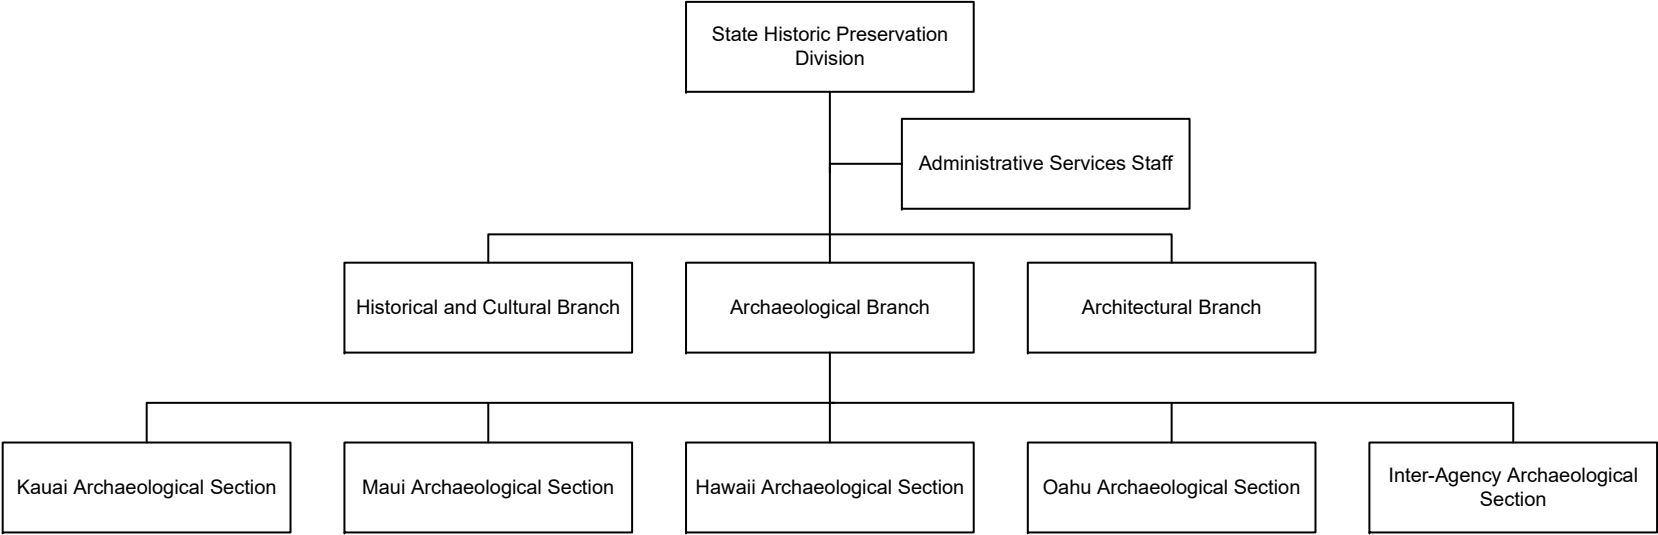 State Historic Preservation
Division
Administrative Services Staff
Historical and Cultural Branch
Archaeological Branch
Architectural Branch
Kauai Archaeological Section
Maui Archaeological Section
Hawaii Archaeological Section
Oahu Archaeological Section
Inter-Agency Archaeological
Section